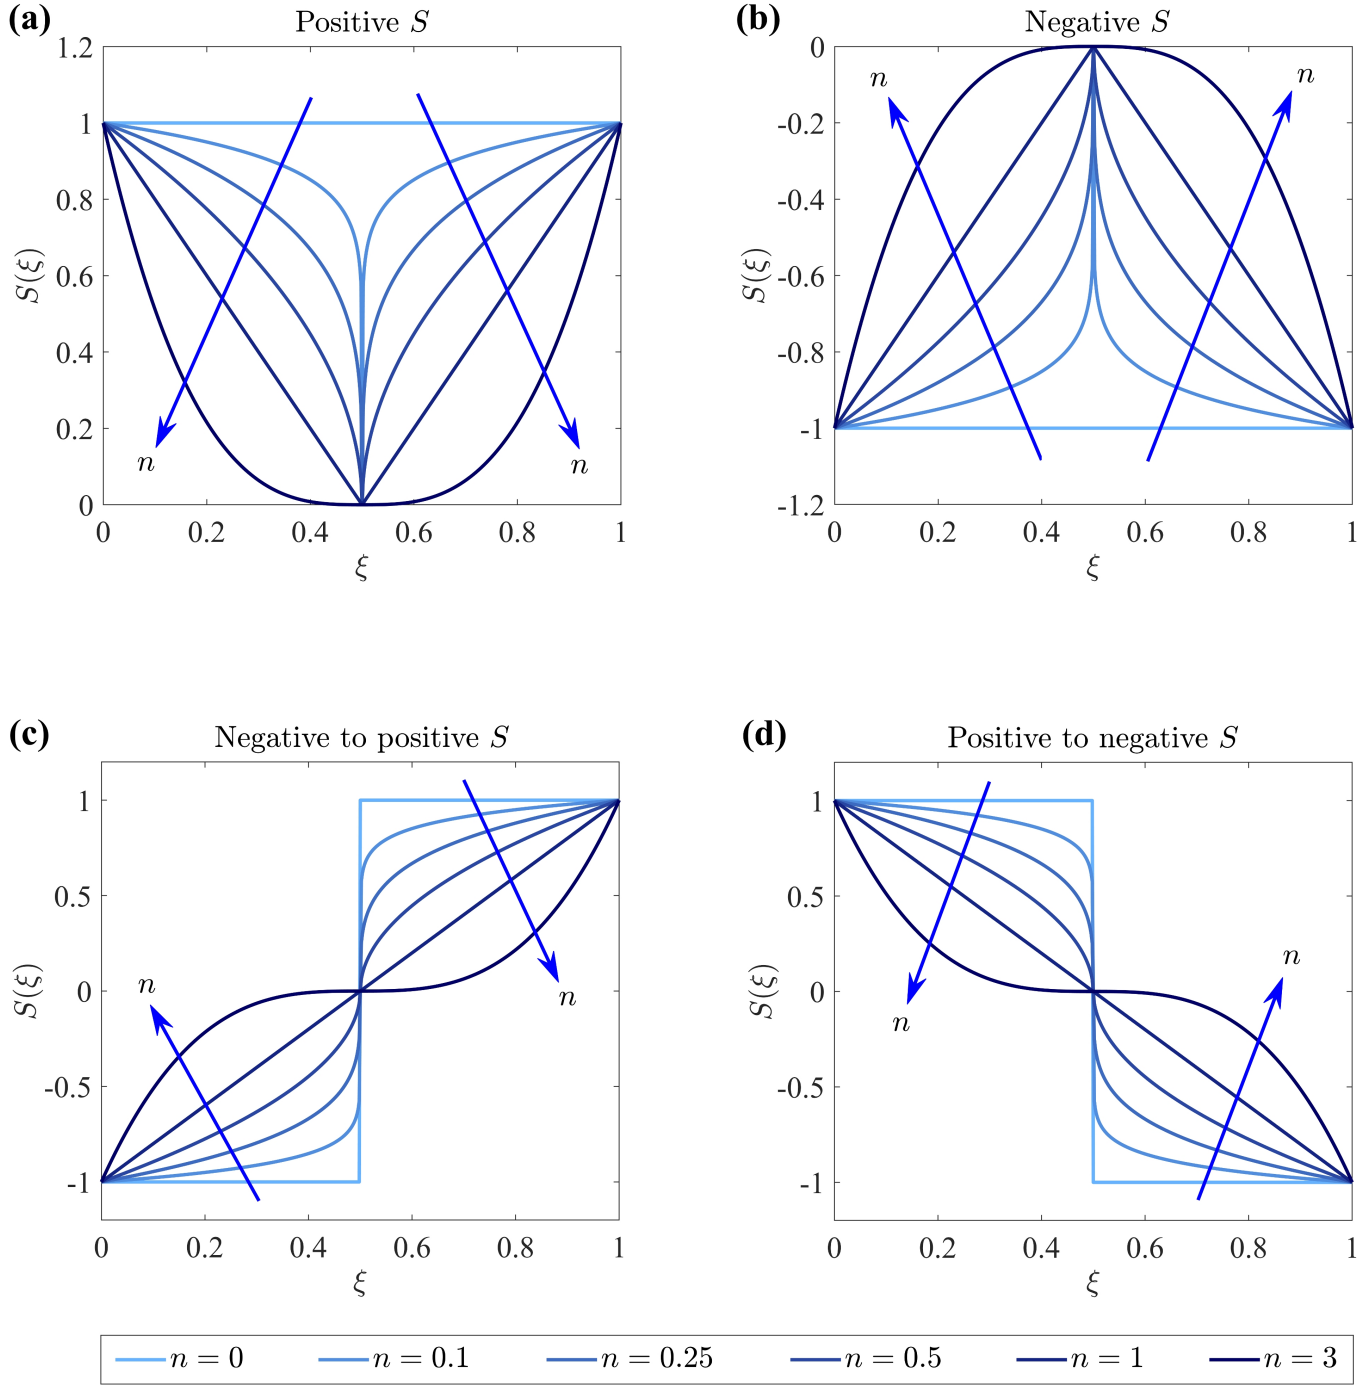 (a) Positive S
1.2
1
0.8
0.6
0.4
0.2
0
S(ξ)
n n
0 0.2 0.4 0.6 0.8 1
ξ
(b) Negative S
0
-0.2
-0.4
-0.6
-0.8
-1
-1.2
S(ξ)
n n
0 0.2 0.4 0.6 0.8 1
ξ
(c) Negative to positive S
1
0.5
0
-0.5
-1
S(ξ)
n n
0 0.2 0.4 0.6 0.8 1
ξ
(d) Positive to negative S
1
0.5
0
-0.5
-1
S(ξ)
n n
0 0.2 0.4 0.6 0.8 1
ξ
n = 0 n = 0.1 n = 0.25 n = 0.5 n = 1 n = 3